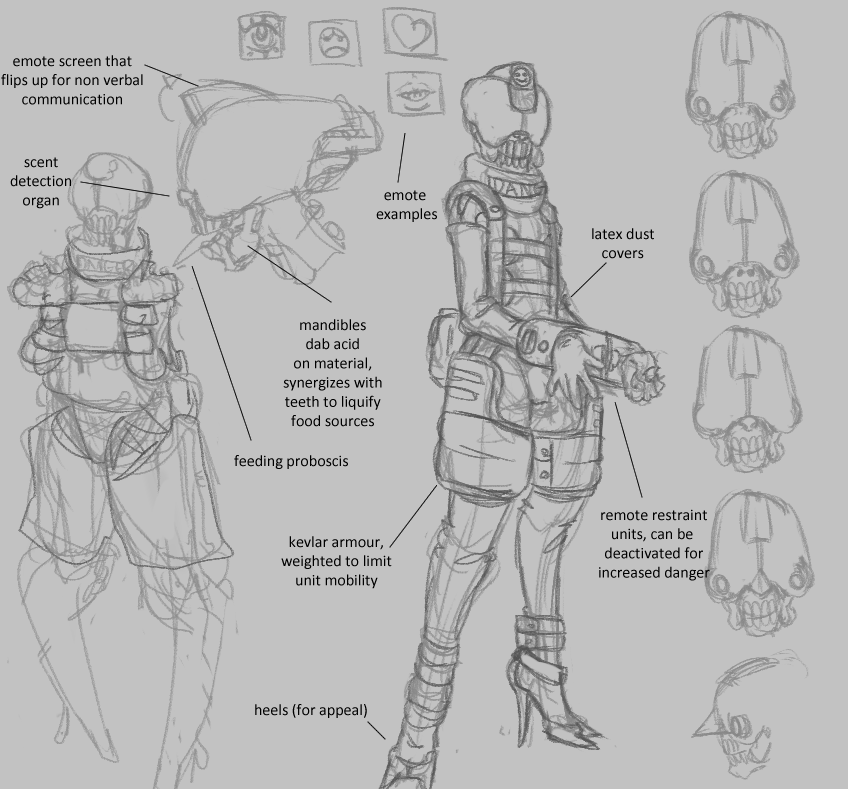 emote screen that
flips up for non verbal
communication
scent
detection
organ
emote
examples
latex dust
covers
mandibles
dab acid
on material,
synergizes with
teeth to liquify
food sources
feeding proboscis
kevlar armour,
weighted to limit
unit mobility
remote restraint
units, can be
deactivated for
increased danger
heels (for appeal)
DANGER
DANG